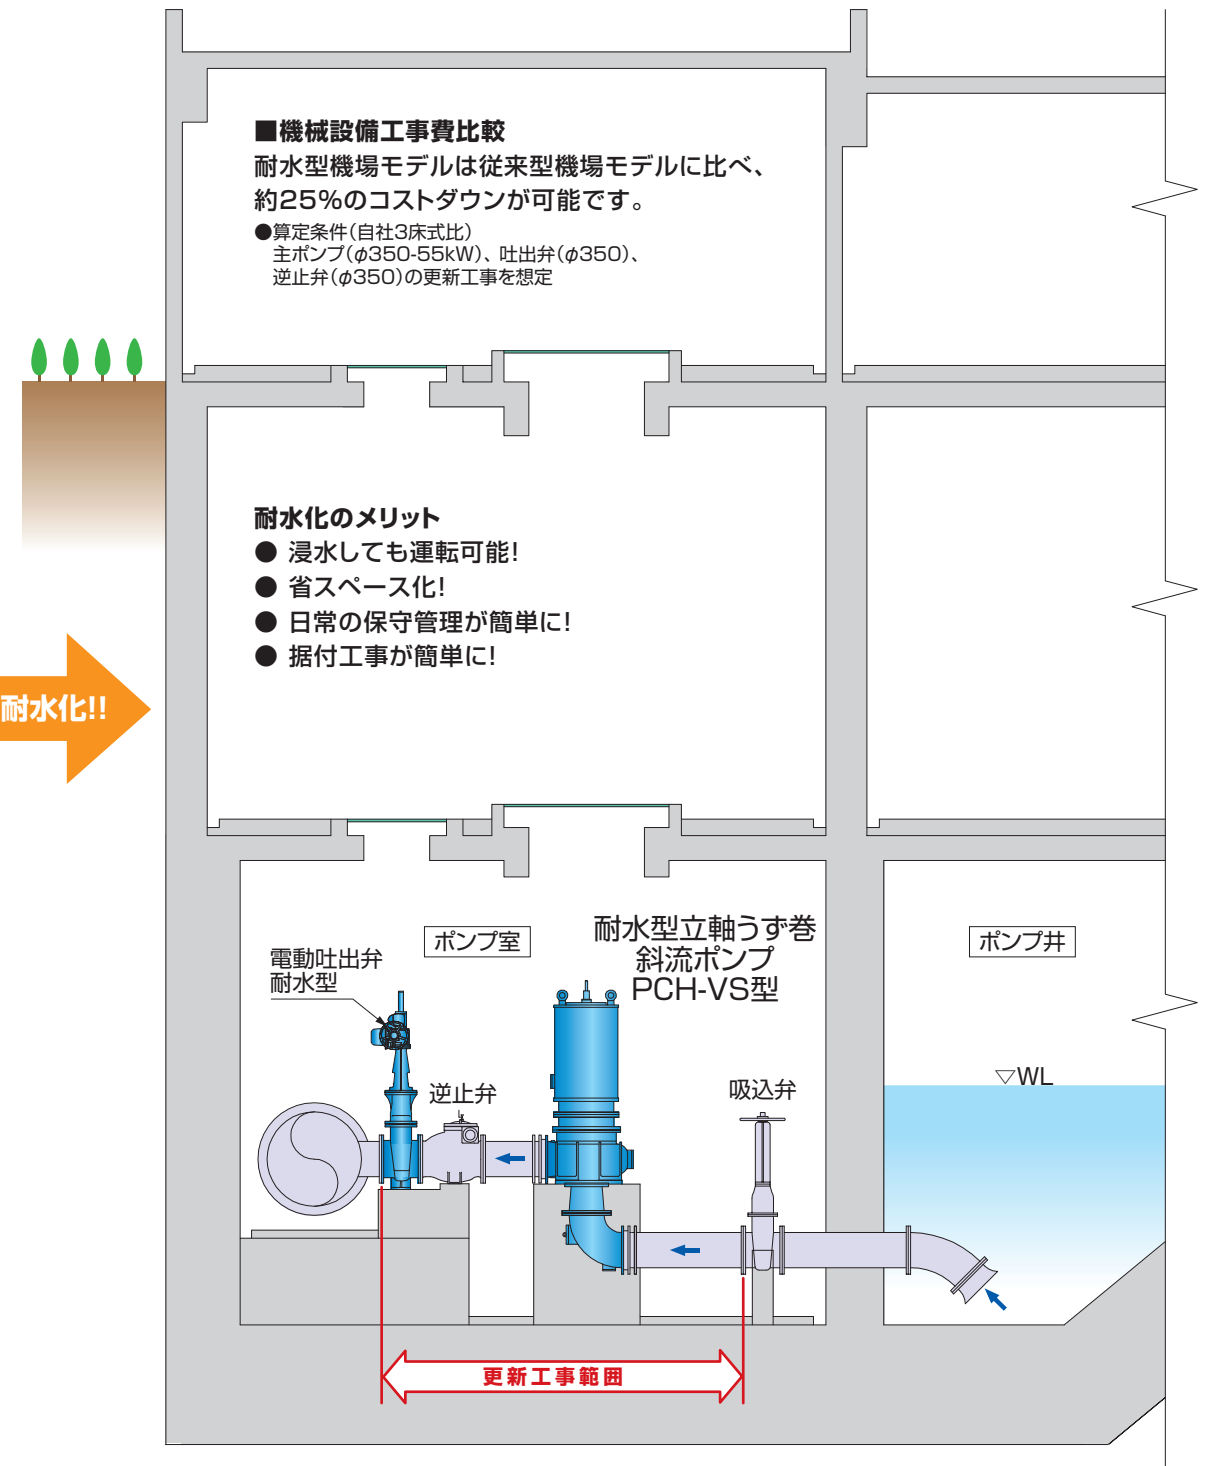 ■機械設備工事費比較
耐水型機場モデルは従来型機場モデルに比べ、
約25%のコストダウンが可能です。
●算定条件(自社3床式比)
主ポンプ(φ350-55kW)、吐出弁(φ350)、
逆止弁(φ350)の更新工事を想定
耐水化のメリット
● 浸水しても運転可能!
● 省スペース化!
● 日常の保守管理が簡単に!
● 据付工事が簡単に!
耐水化!!
ポンプ室
耐水型立軸うず巻
斜流ポンプ
PCH-VS型
ポンプ井
電動吐出弁
耐水型
逆止弁
吸込弁
▽WL
更新工事範囲